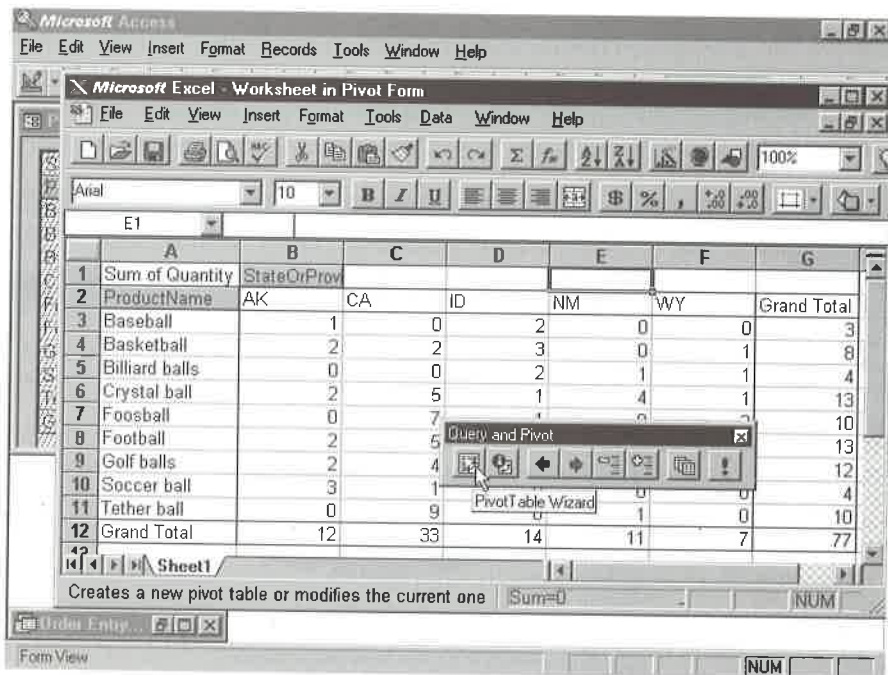 Microsoft Access
File Edit View Insert Format Records Tools Window Help
Microsoft Excel - Worksheet in Pivot Form
File Edit View Insert Format Tools Data Window Help
100%
Arial 10 B I U $ % ,
E1
A B C D E F G
1 Sum of Quantity StateOrProv
2 ProductName AK CA ID NM WY Grand Total
3 Baseball 1 0 2 0 0 3
4 Basketball 2 2 3 0 1 8
5 Billiard balls 0 0 2 1 1 4
6 Crystal ball 2 5 1 4 1 13
7 Foosball 0 7 10
8 Football 2 5 13
9 Golf balls 2 4 12
10 Soccer ball 3 1 0 0 4
11 Tether ball 0 9 0 1 0 10
12 Grand Total 12 33 14 11 7 77
Query and Pivot
PivotTable Wizard
Sheet1
Creates a new pivot table or modifies the current one Sum=0 NUM
Order Entry...
Form View NUM